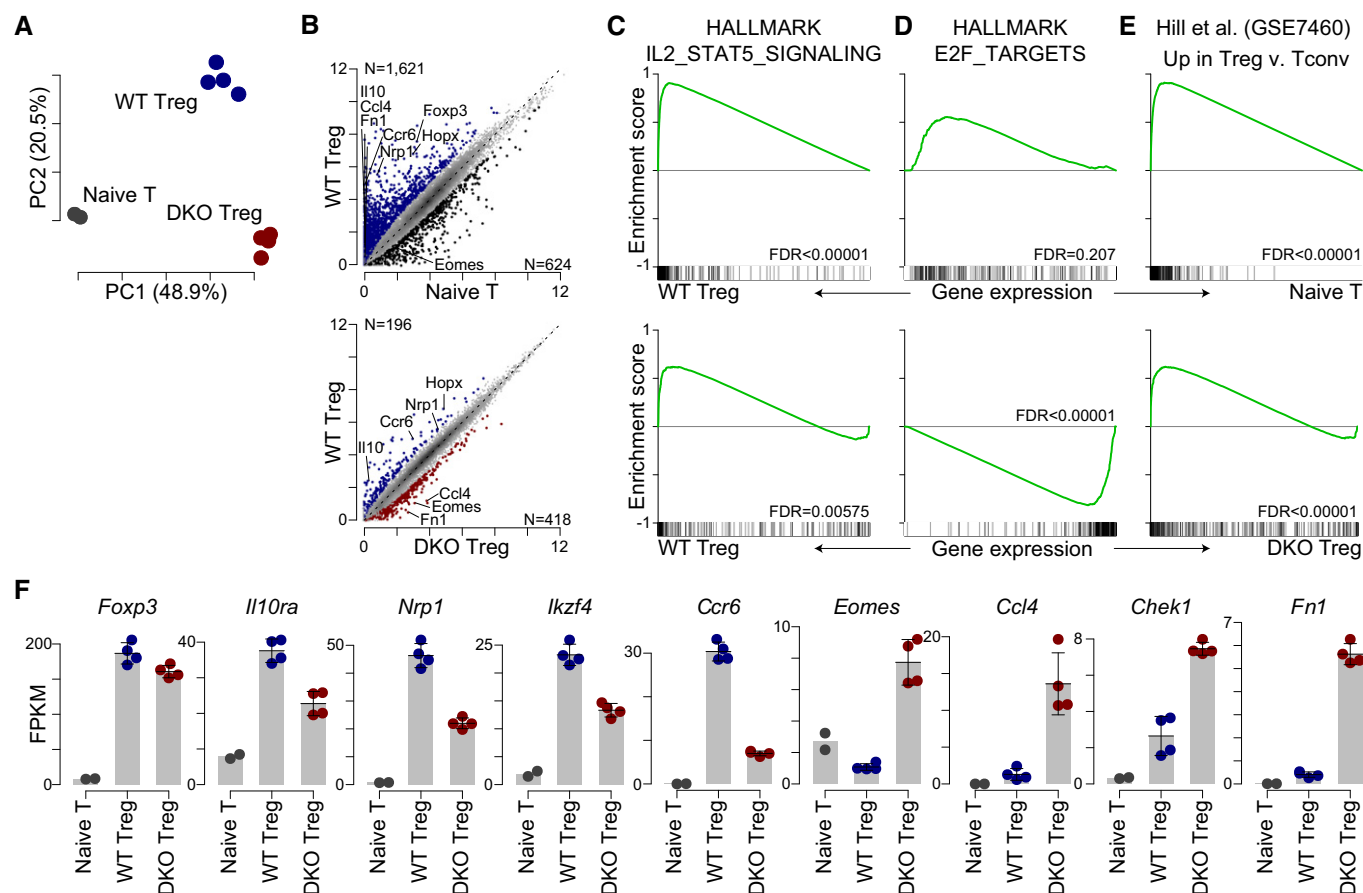 A
PC2 (20.5%)
WT Treg
Naive T
DKO Treg
PC1 (48.9%)
B
12
N=1,621
Il10
Ccl4
Fn1
Foxp3
Ccr6
Hopx
Nrp1
9
WT Treg
Eomes
0
N=624
0
Naive T
12
12
N=196
Hopx
9
Nrp1
Ccr6
WT Treg
Il10
Ccl4
Eomes
Fn1
0
N=418
0
DKO Treg
12
C
HALLMARK
IL2_STAT5_SIGNALING
1
Enrichment score
FDR<0.00001
-1
WT Treg
D
HALLMARK
E2F_TARGETS
FDR=0.207
Gene expression
E
Hill et al. (GSE7460)
Up in Treg v. Tconv
FDR<0.00001
Naive T
1
Enrichment score
FDR=0.00575
-1
WT Treg
FDR<0.00001
Gene expression
FDR<0.00001
DKO Treg
F
Foxp3
200
FPKM
0
Naive T
WT Treg
DKO Treg
Il10ra
40
0
Naive T
WT Treg
DKO Treg
Nrp1
50
0
Naive T
WT Treg
DKO Treg
Ikzf4
25
0
Naive T
WT Treg
DKO Treg
Ccr6
30
0
Naive T
WT Treg
DKO Treg
Eomes
10
0
Naive T
WT Treg
DKO Treg
Ccl4
20
0
Naive T
WT Treg
DKO Treg
Chek1
8
0
Naive T
WT Treg
DKO Treg
Fn1
7
0
Naive T
WT Treg
DKO Treg